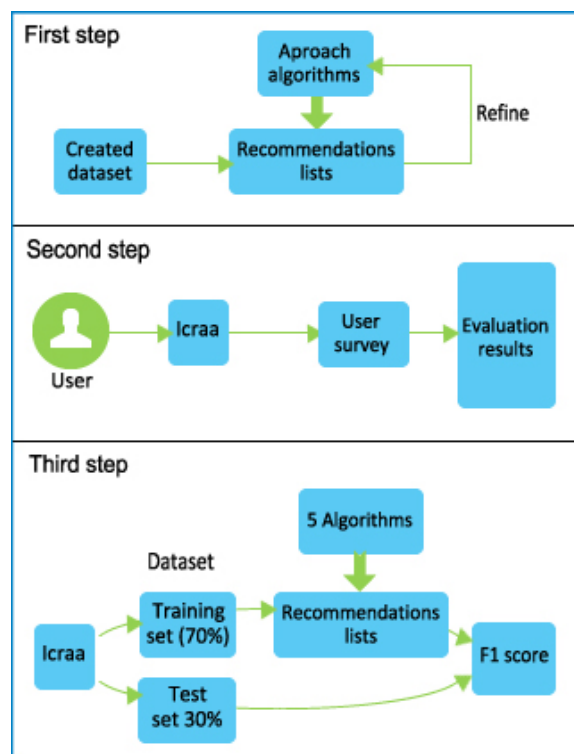 First step
Aproach
algorithms
Refine
Created
dataset
Recommendations
lists
Second step
User
Icraa
User
survey
Evaluation
results
Third step
5 Algorithms
Dataset
Training
set (70%)
Recommendations
lists
Icraa
F1 score
Test
set 30%